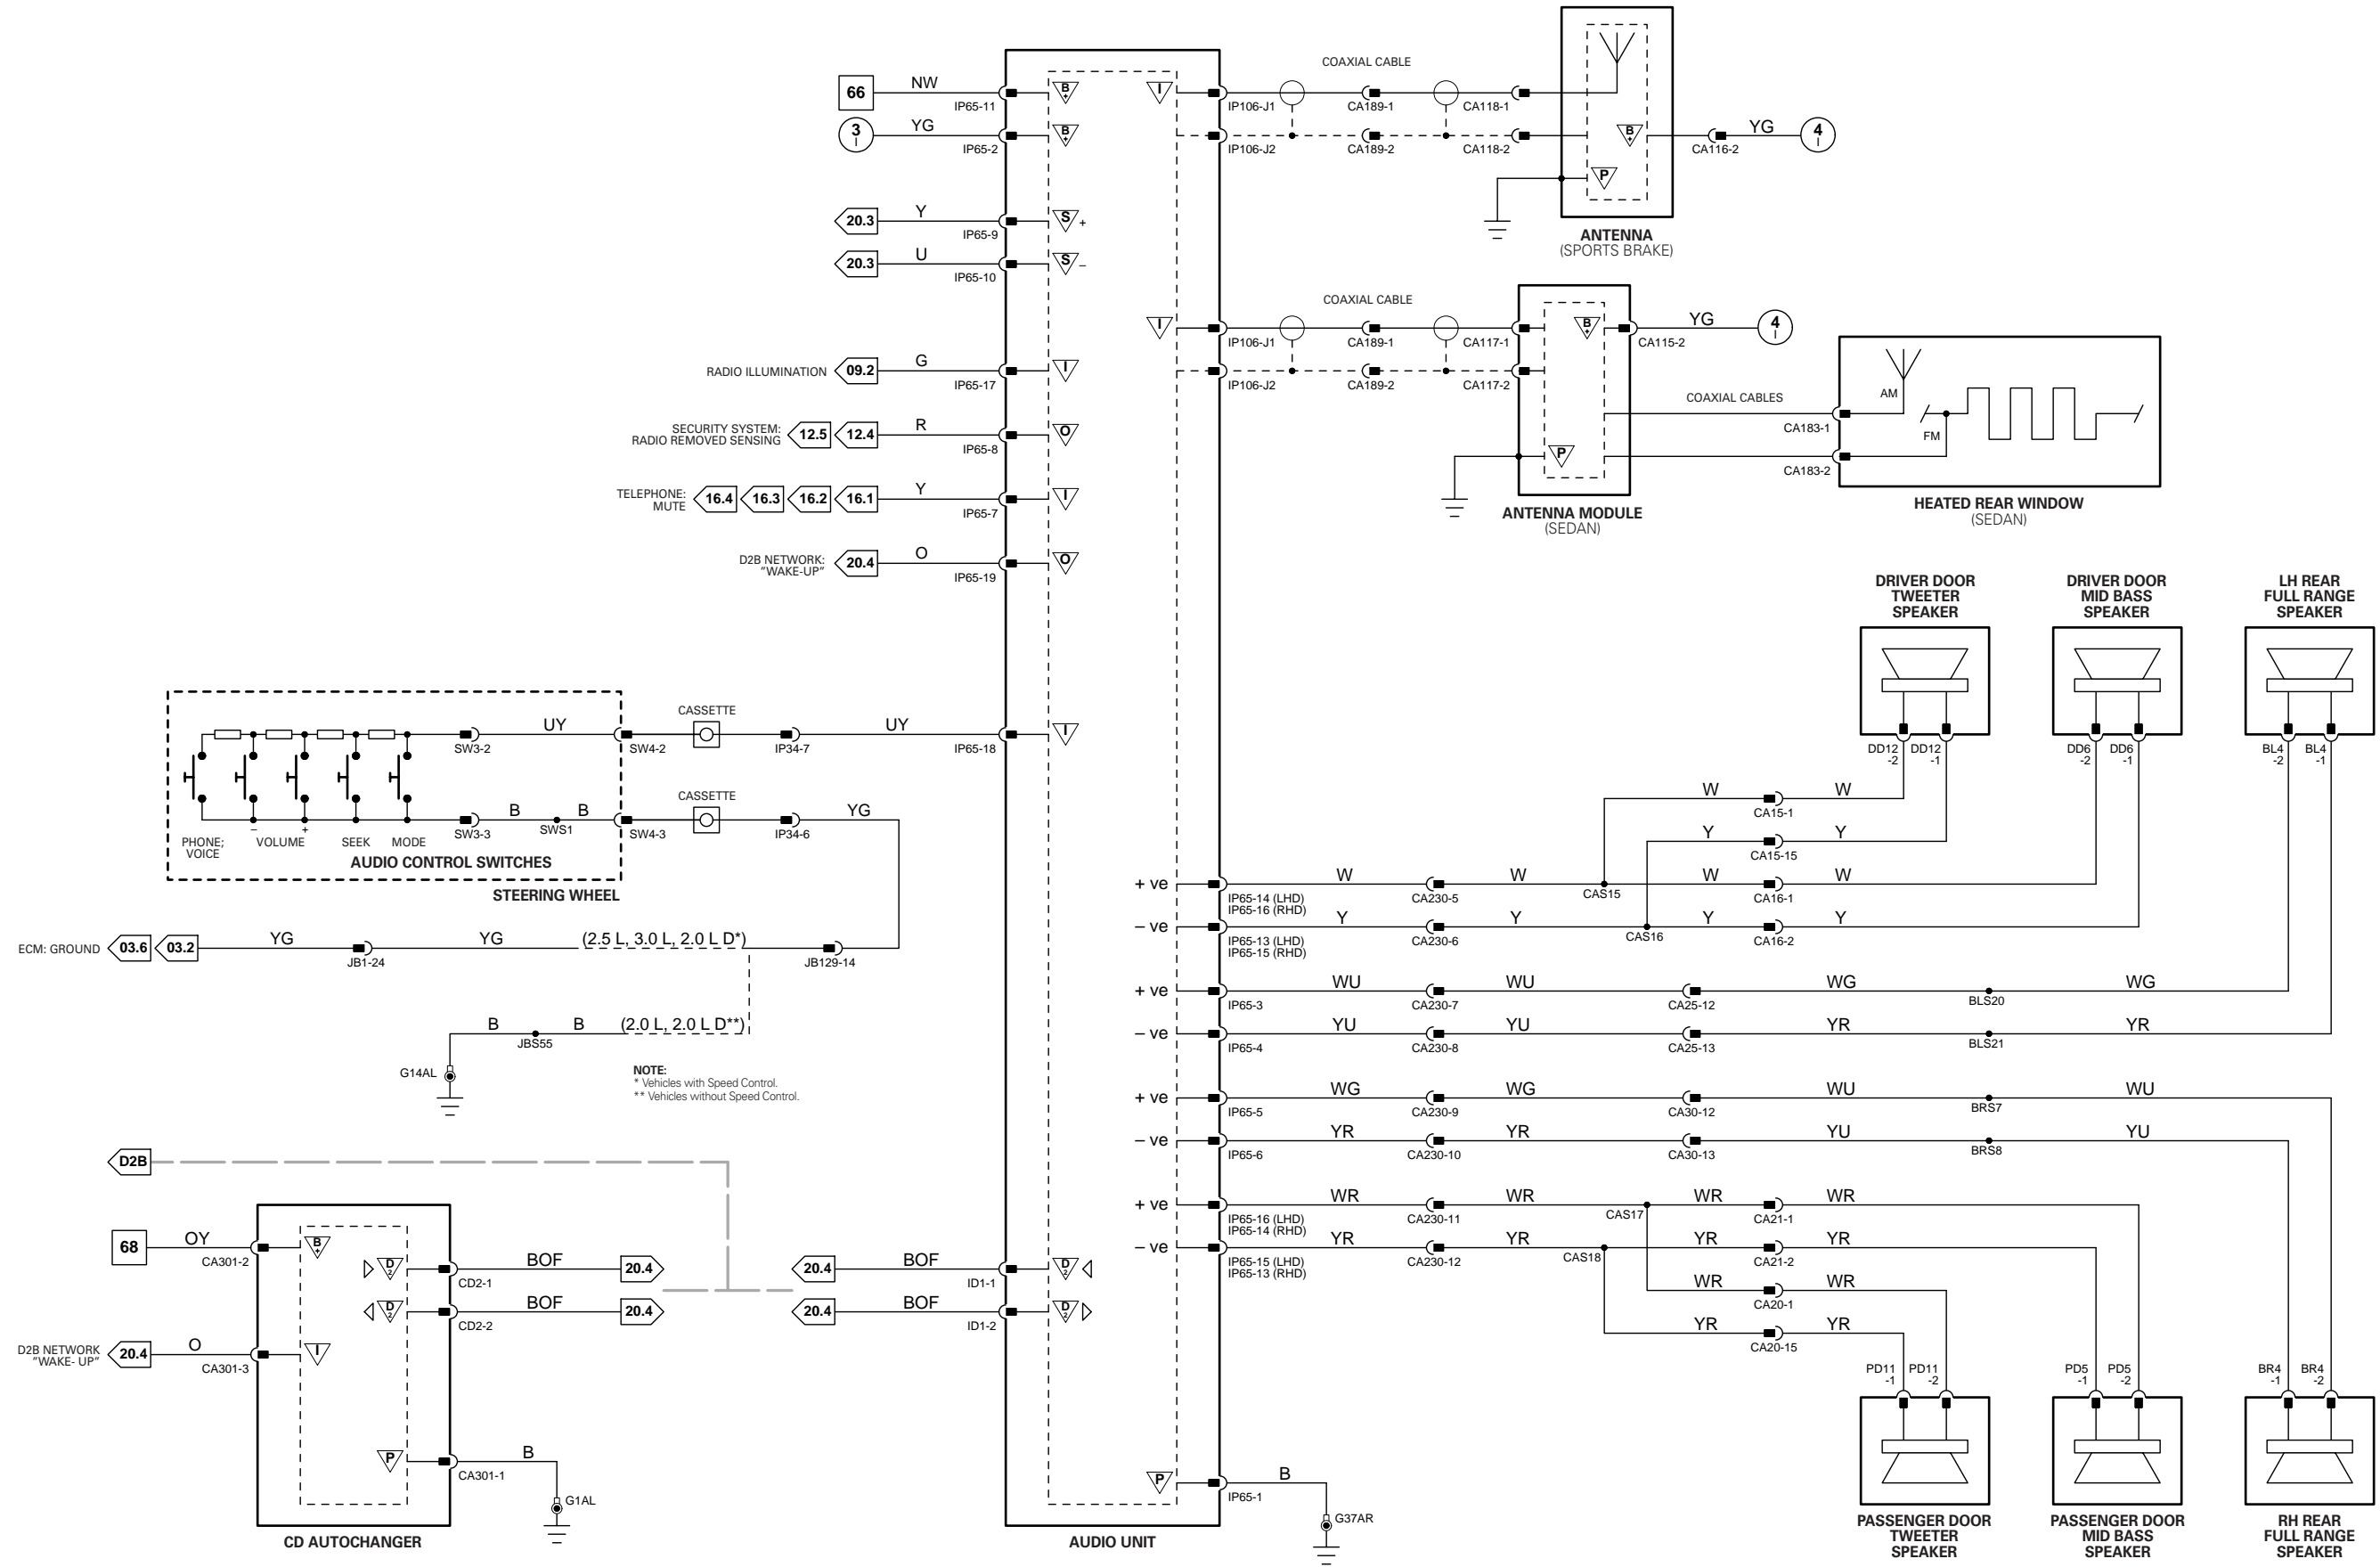 66
NW
IP65-11
B
+
3
I
YG
IP65-2
B
+
20.3
Y
IP65-9
S
+
20.3
U
IP65-10
S
–
RADIO ILLUMINATION
09.2
G
IP65-17
I
SECURITY SYSTEM:
RADIO REMOVED SENSING
12.5
12.4
R
IP65-8
O
TELEPHONE:
MUTE
16.4
16.3
16.2
16.1
Y
IP65-7
I
D2B NETWORK:
"WAKE-UP"
20.4
O
IP65-19
O
I
IP106-J1
COAXIAL CABLE
CA189-1
CA118-1
IP106-J2
CA189-2
CA118-2
B
+
P
CA116-2
YG
4
I
ANTENNA
(SPORTS BRAKE)
I
IP106-J1
COAXIAL CABLE
CA189-1
CA117-1
IP106-J2
CA189-2
CA117-2
B
+
P
CA115-2
YG
4
I
COAXIAL CABLES
CA183-1
CA183-2
AM
FM
ANTENNA MODULE
(SEDAN)
HEATED REAR WINDOW
(SEDAN)
DRIVER DOOR
TWEETER
SPEAKER
DRIVER DOOR
MID BASS
SPEAKER
LH REAR
FULL RANGE
SPEAKER
DD12
-2
DD12
-1
DD6
-2
DD6
-1
BL4
-2
BL4
-1
SW3-2
UY
SW4-2
CASSETTE
IP34-7
UY
IP65-18
I
SW3-3
B
SWS1
B
SW4-3
CASSETTE
IP34-6
YG
PHONE;
VOICE
–
+
VOLUME
SEEK
MODE
AUDIO CONTROL SWITCHES
STEERING WHEEL
ECM: GROUND
03.6
03.2
YG
JB1-24
YG
(2.5 L, 3.0 L, 2.0 L D*)
JB129-14
B
JBS55
B
(2.0 L, 2.0 L D**)
G14AL
NOTE:
* Vehicles with Speed Control.
** Vehicles without Speed Control.
W
CA15-1
W
Y
CA15-15
Y
+ ve
IP65-14 (LHD)
IP65-16 (RHD)
W
CA230-5
W
CAS15
W
CA16-1
W
– ve
IP65-13 (LHD)
IP65-15 (RHD)
Y
CA230-6
Y
CAS16
Y
CA16-2
Y
+ ve
IP65-3
WU
CA230-7
WU
CA25-12
WG
BLS20
WG
– ve
IP65-4
YU
CA230-8
YU
CA25-13
YR
BLS21
YR
+ ve
IP65-5
WG
CA230-9
WG
CA30-12
WU
BRS7
WU
– ve
IP65-6
YR
CA230-10
YR
CA30-13
YU
BRS8
YU
+ ve
IP65-16 (LHD)
IP65-14 (RHD)
WR
CA230-11
WR
CAS17
WR
CA21-1
WR
– ve
IP65-15 (LHD)
IP65-13 (RHD)
YR
CA230-12
YR
CAS18
YR
CA21-2
YR
WR
CA20-1
WR
YR
CA20-15
YR
D2B
68
OY
CA301-2
B
+
D
2
CD2-1
BOF
20.4
D
2
CD2-2
BOF
20.4
20.4
BOF
ID1-1
D
2
20.4
BOF
ID1-2
D
2
D2B NETWORK
"WAKE- UP"
20.4
O
CA301-3
I
P
CA301-1
B
G1AL
CD AUTOCHANGER
P
IP65-1
B
G37AR
AUDIO UNIT
PD11
-1
PD11
-2
PD5
-1
PD5
-2
BR4
-1
BR4
-2
PASSENGER DOOR
TWEETER
SPEAKER
PASSENGER DOOR
MID BASS
SPEAKER
RH REAR
FULL RANGE
SPEAKER